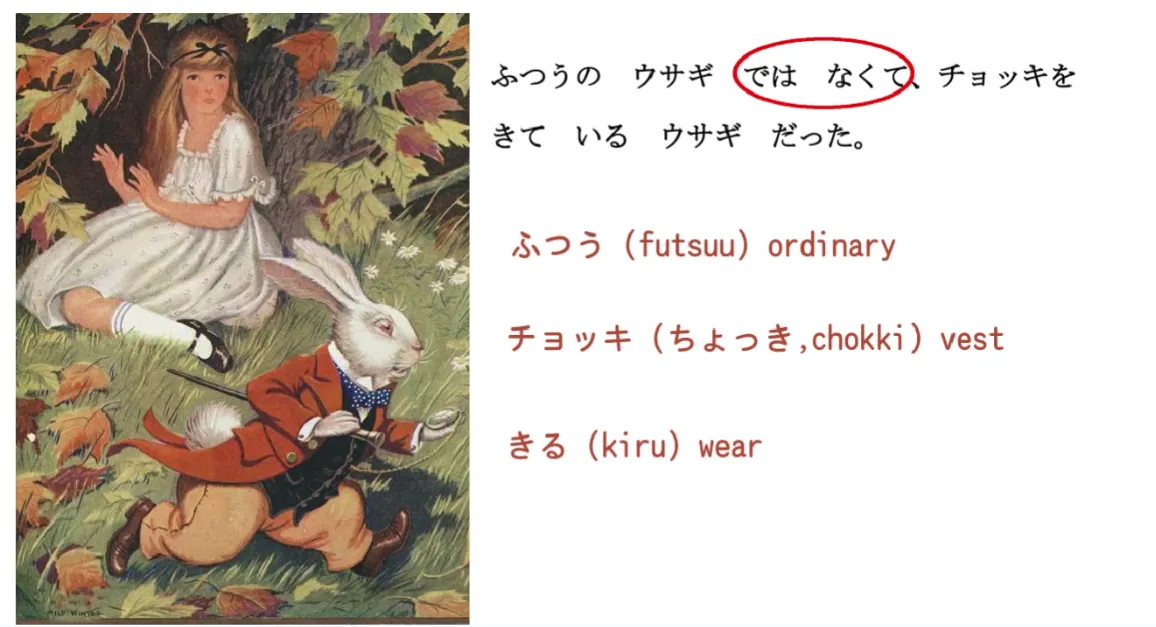 ふつうの　ウサギ　では　なくて、チョッキを
きて　いる　ウサギ　だった。
ふつう (futsuu) ordinary
チョッキ (ちょっき,chokki) vest
きる (kiru) wear